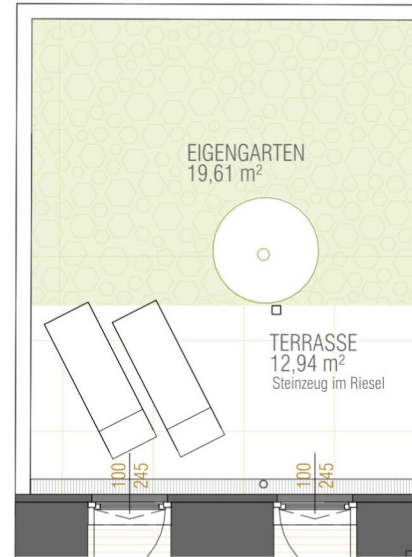 EIGENGARTEN
19,61 m²
TERRASSE
12,94 m²
Steinzeug im Riesel
100
245
100
245